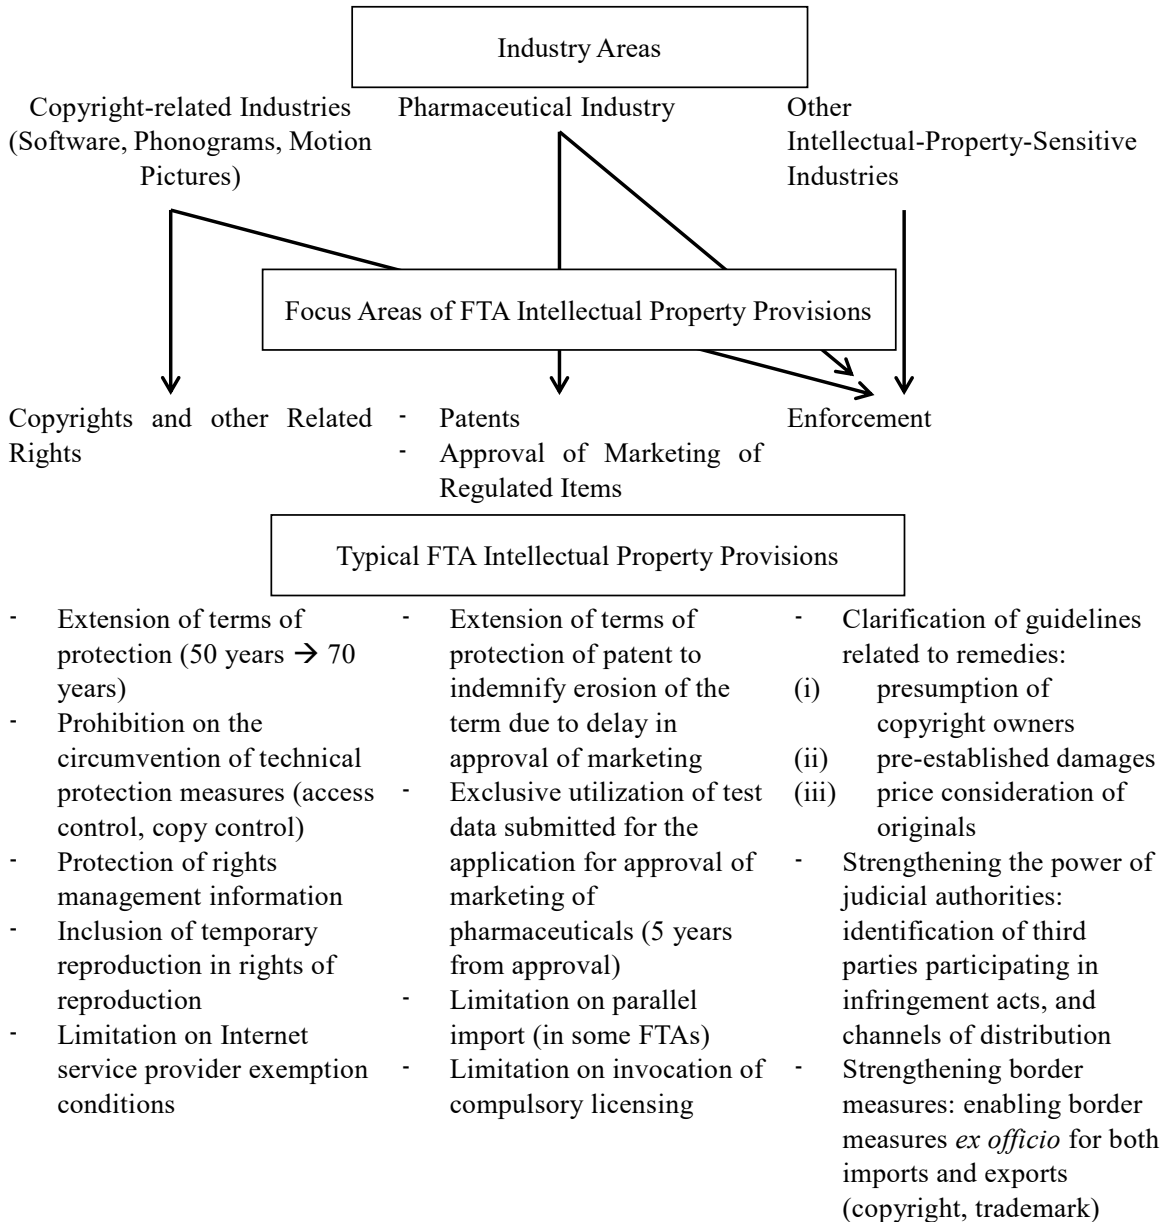 Industry Areas
Copyright-related Industries
(Software, Phonograms, Motion
Pictures)
Pharmaceutical Industry
Other
Intellectual-Property-Sensitive
Industries
Focus Areas of FTA Intellectual Property Provisions
Copyrights and other Related
Rights
- Patents
- Approval of Marketing of
Regulated Items
Enforcement
Typical FTA Intellectual Property Provisions
- Extension of terms of
protection (50 years → 70
years)
- Prohibition on the
circumvention of technical
protection measures (access
control, copy control)
- Protection of rights
management information
- Inclusion of temporary
reproduction in rights of
reproduction
- Limitation on Internet
service provider exemption
conditions
- Extension of terms of
protection of patent to
indemnify erosion of the
term due to delay in
approval of marketing
- Exclusive utilization of test
data submitted for the
application for approval of
marketing of
pharmaceuticals (5 years
from approval)
- Limitation on parallel
import (in some FTAs)
- Limitation on invocation of
compulsory licensing
- Clarification of guidelines
related to remedies:
(i) presumption of
copyright owners
(ii) pre-established damages
(iii) price consideration of
originals
- Strengthening the power of
judicial authorities:
identification of third
parties participating in
infringement acts, and
channels of distribution
- Strengthening border
measures: enabling border
measures ex officio for both
imports and exports
(copyright, trademark)